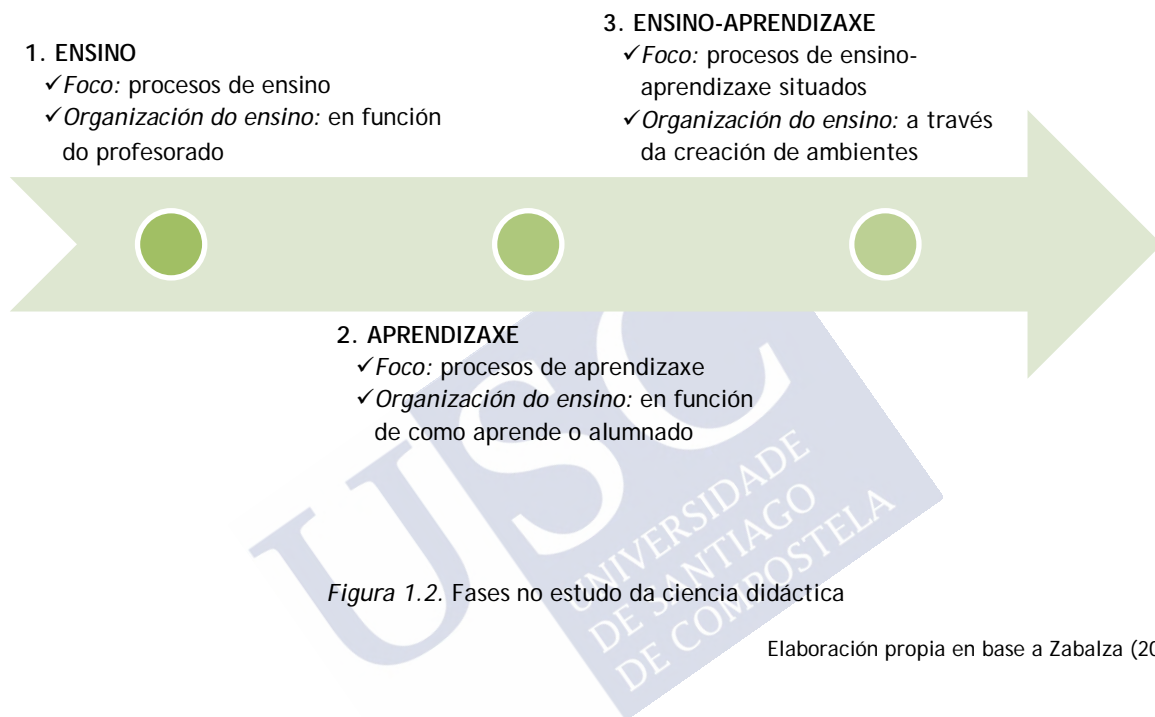 1. ENSINO
✓Foco: procesos de ensino
✓Organización do ensino: en función
do profesorado
3. ENSINO-APRENDIZAXE
✓Foco: procesos de ensino-
aprendizaxe situados
✓Organización do ensino: a través
da creación de ambientes
2. APRENDIZAXE
✓Foco: procesos de aprendizaxe
✓Organización do ensino: en función
de como aprende o alumnado
USC
UNIVERSIDADE
DE SANTIAGO
DE COMPOSTELA
Figura 1.2. Fases no estudo da ciencia didáctica
Elaboración propia en base a Zabalza (20